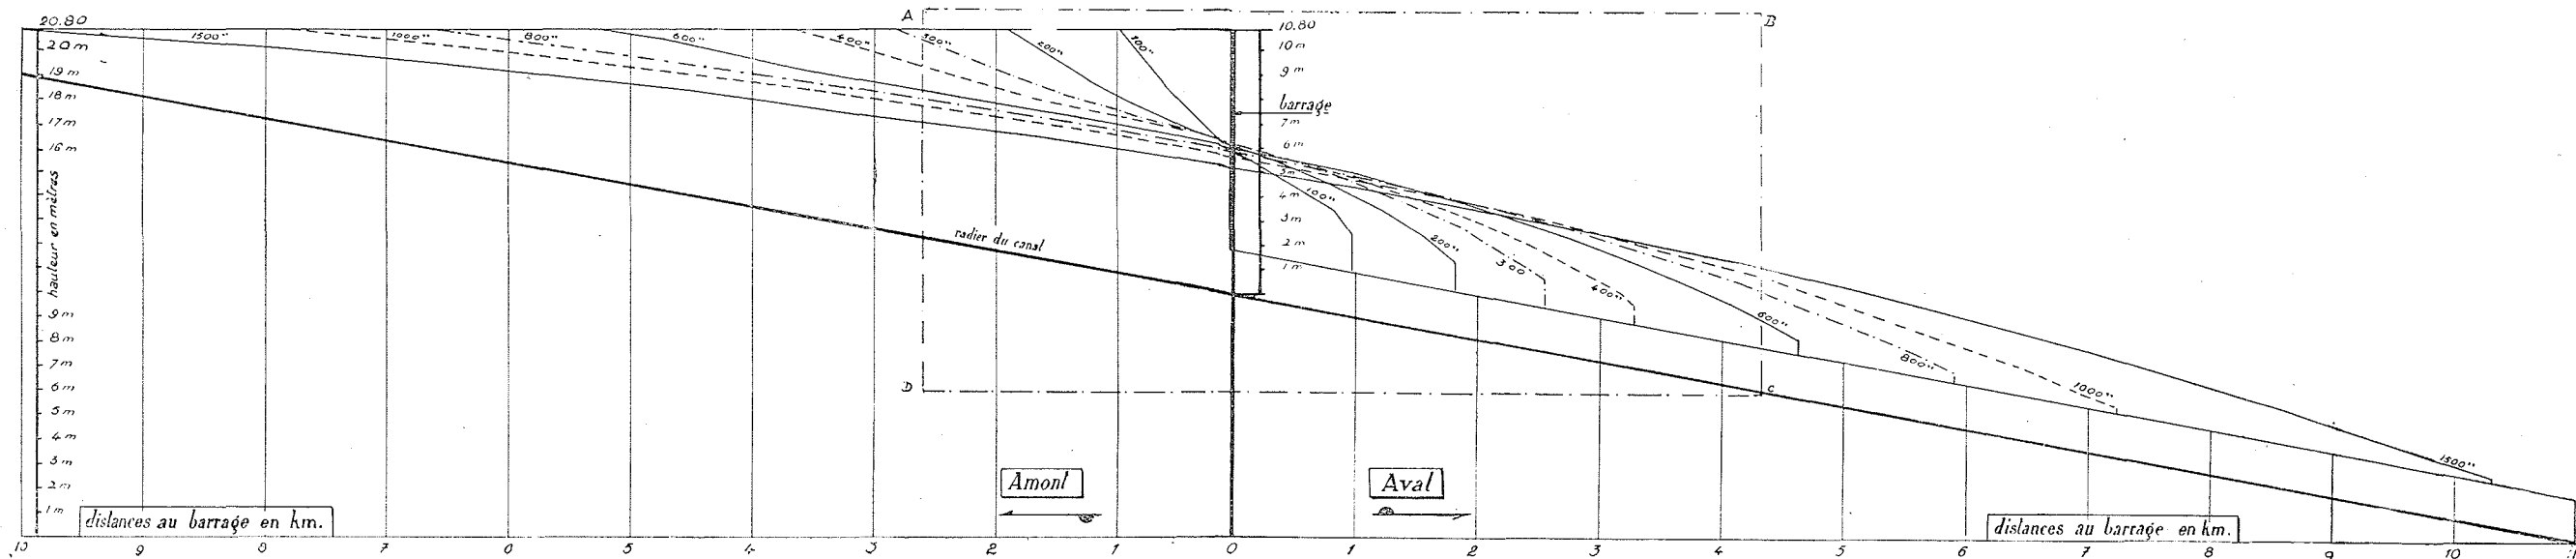 20.80
20 m
19 m
18 m
17 m
16 m
hauteur en mètres
9 m
8 m
7 m
6 m
5 m
4 m
3 m
2 m
1 m
1500"
1000"
800"
600"
400"
300"
200"
100"
A
B
10.80
10 m
9 m
barrage
7 m
6 m
5 m
4 m
3 m
2 m
1 m
radier du canal
100"
200"
300
400"
600"
800"
1000"
1500"
D
C
Amont
Aval
distances au barrage en km.
distances au barrage en km.
10 9 8 7 6 5 4 3 2 1 0 1 2 3 4 5 6 7 8 9 10